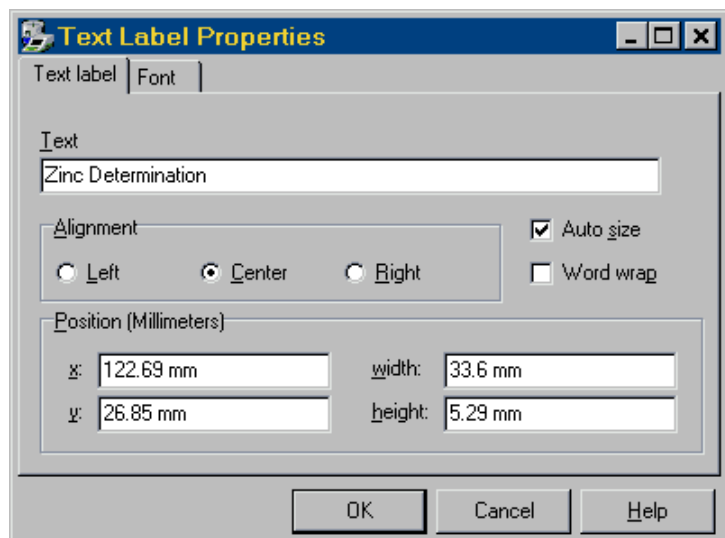 Text Label Properties
Text label Font
Text
Zinc Determination
Alignment
Left Center Right
Auto size
Word wrap
Position (Millimeters)
x: 122.69 mm width: 33.6 mm
y: 26.85 mm height: 5.29 mm
OK Cancel Help